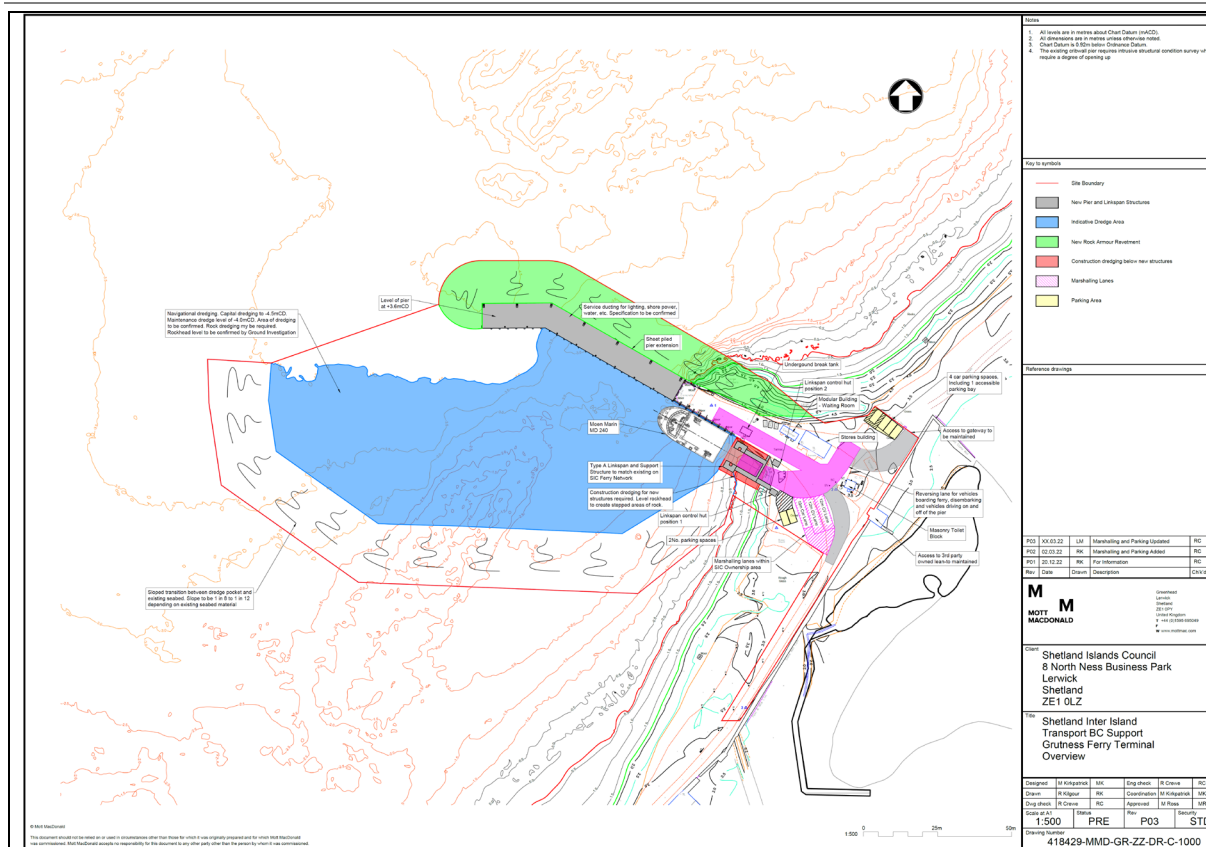 Notes
1. All levels are in metres about Chart Datum (mACD).
2. All dimensions are in metres unless otherwise noted.
3. Chart Datum is 0.92m below Ordnance Datum.
4. The existing cribwall pier requires intrusive structural condition survey
require a degree of opening up
Key to symbols
Site Boundary
New Pier and Linkspan Structures
Indicative Dredge Area
New Rock Armour Revetment
Construction dredging below new structures
Marshalling Lanes
Parking Area
Reference drawings
Level of pier
at +3.6mCD
Service ducting for lighting, shore power,
water, etc. Specification to be confirmed
Navigational dredging. Capital dredging to -4.5mCD.
Maintenance dredge level of -4.0mCD. Area of dredging
to be confirmed. Rock dredging my be required.
Rockhead level to be confirmed by Ground Investigation
Sheet piled
pier extension
Underground break tank
Linkspan control hut
position 2
Modular Building
- Waiting Room
4 car parking spaces,
including 1 accessible
parking bay
Moen Marin
MD 240
Stores building
Access to gateway to
be maintained
Type A Linkspan and Support
Structure to match existing on
SIC Ferry Network
Construction dredging for new
structures required. Level rockhead
to create stepped areas of rock.
Linkspan control hut
position 1
Reversing lane for vehicles
boarding ferry, disembarking
and vehicles driving on and
off of the pier
2No. parking spaces
Masonry Toilet
Block
Marshalling lanes within
SIC Ownership area
Access to 3rd party
owned lean-to maintained
Sloped transition between dredge pocket and
existing seabed. Slope to be 1 in 8 to 1 in 12
depending on existing seabed material
P03 XX.03.22 LM Marshalling and Parking Updated RC
P02 02.03.22 RK Marshalling and Parking Added RC
P01 20.12.22 RK For Information RC
Rev Date Drawn Description
M M
MOTT
MACDONALD
Greenhead
Lerwick
Shetland
United Kingdom
W www.mottmac.com
Client
Shetland Islands Council
8 North Ness Business Park
Lerwick
Shetland
ZE1 0LZ
Title
Shetland Inter Island
Transport BC Support
Grutness Ferry Terminal
Overview
Designed M Kirkpatrick MK Eng check R Crewe RC
Drawn R Kilgour RK Coordination M Kirkpatrick MK
Dwg check R Crewe RC Approved M Ross MR
Scale at A1 Status Rev Security
1:500 PRE P03 STD
Drawing Number
418429-MMD-GR-ZZ-DR-C-1000
© Mott MacDonald
This document should not be relied on or used in circumstances other than those for which it was originally prepared and for which Mott MacDonald
was commissioned. Mott MacDonald accepts no responsibility for this document to any other party other than the person by whom it was commissioned.
1:500 0 25m 50m